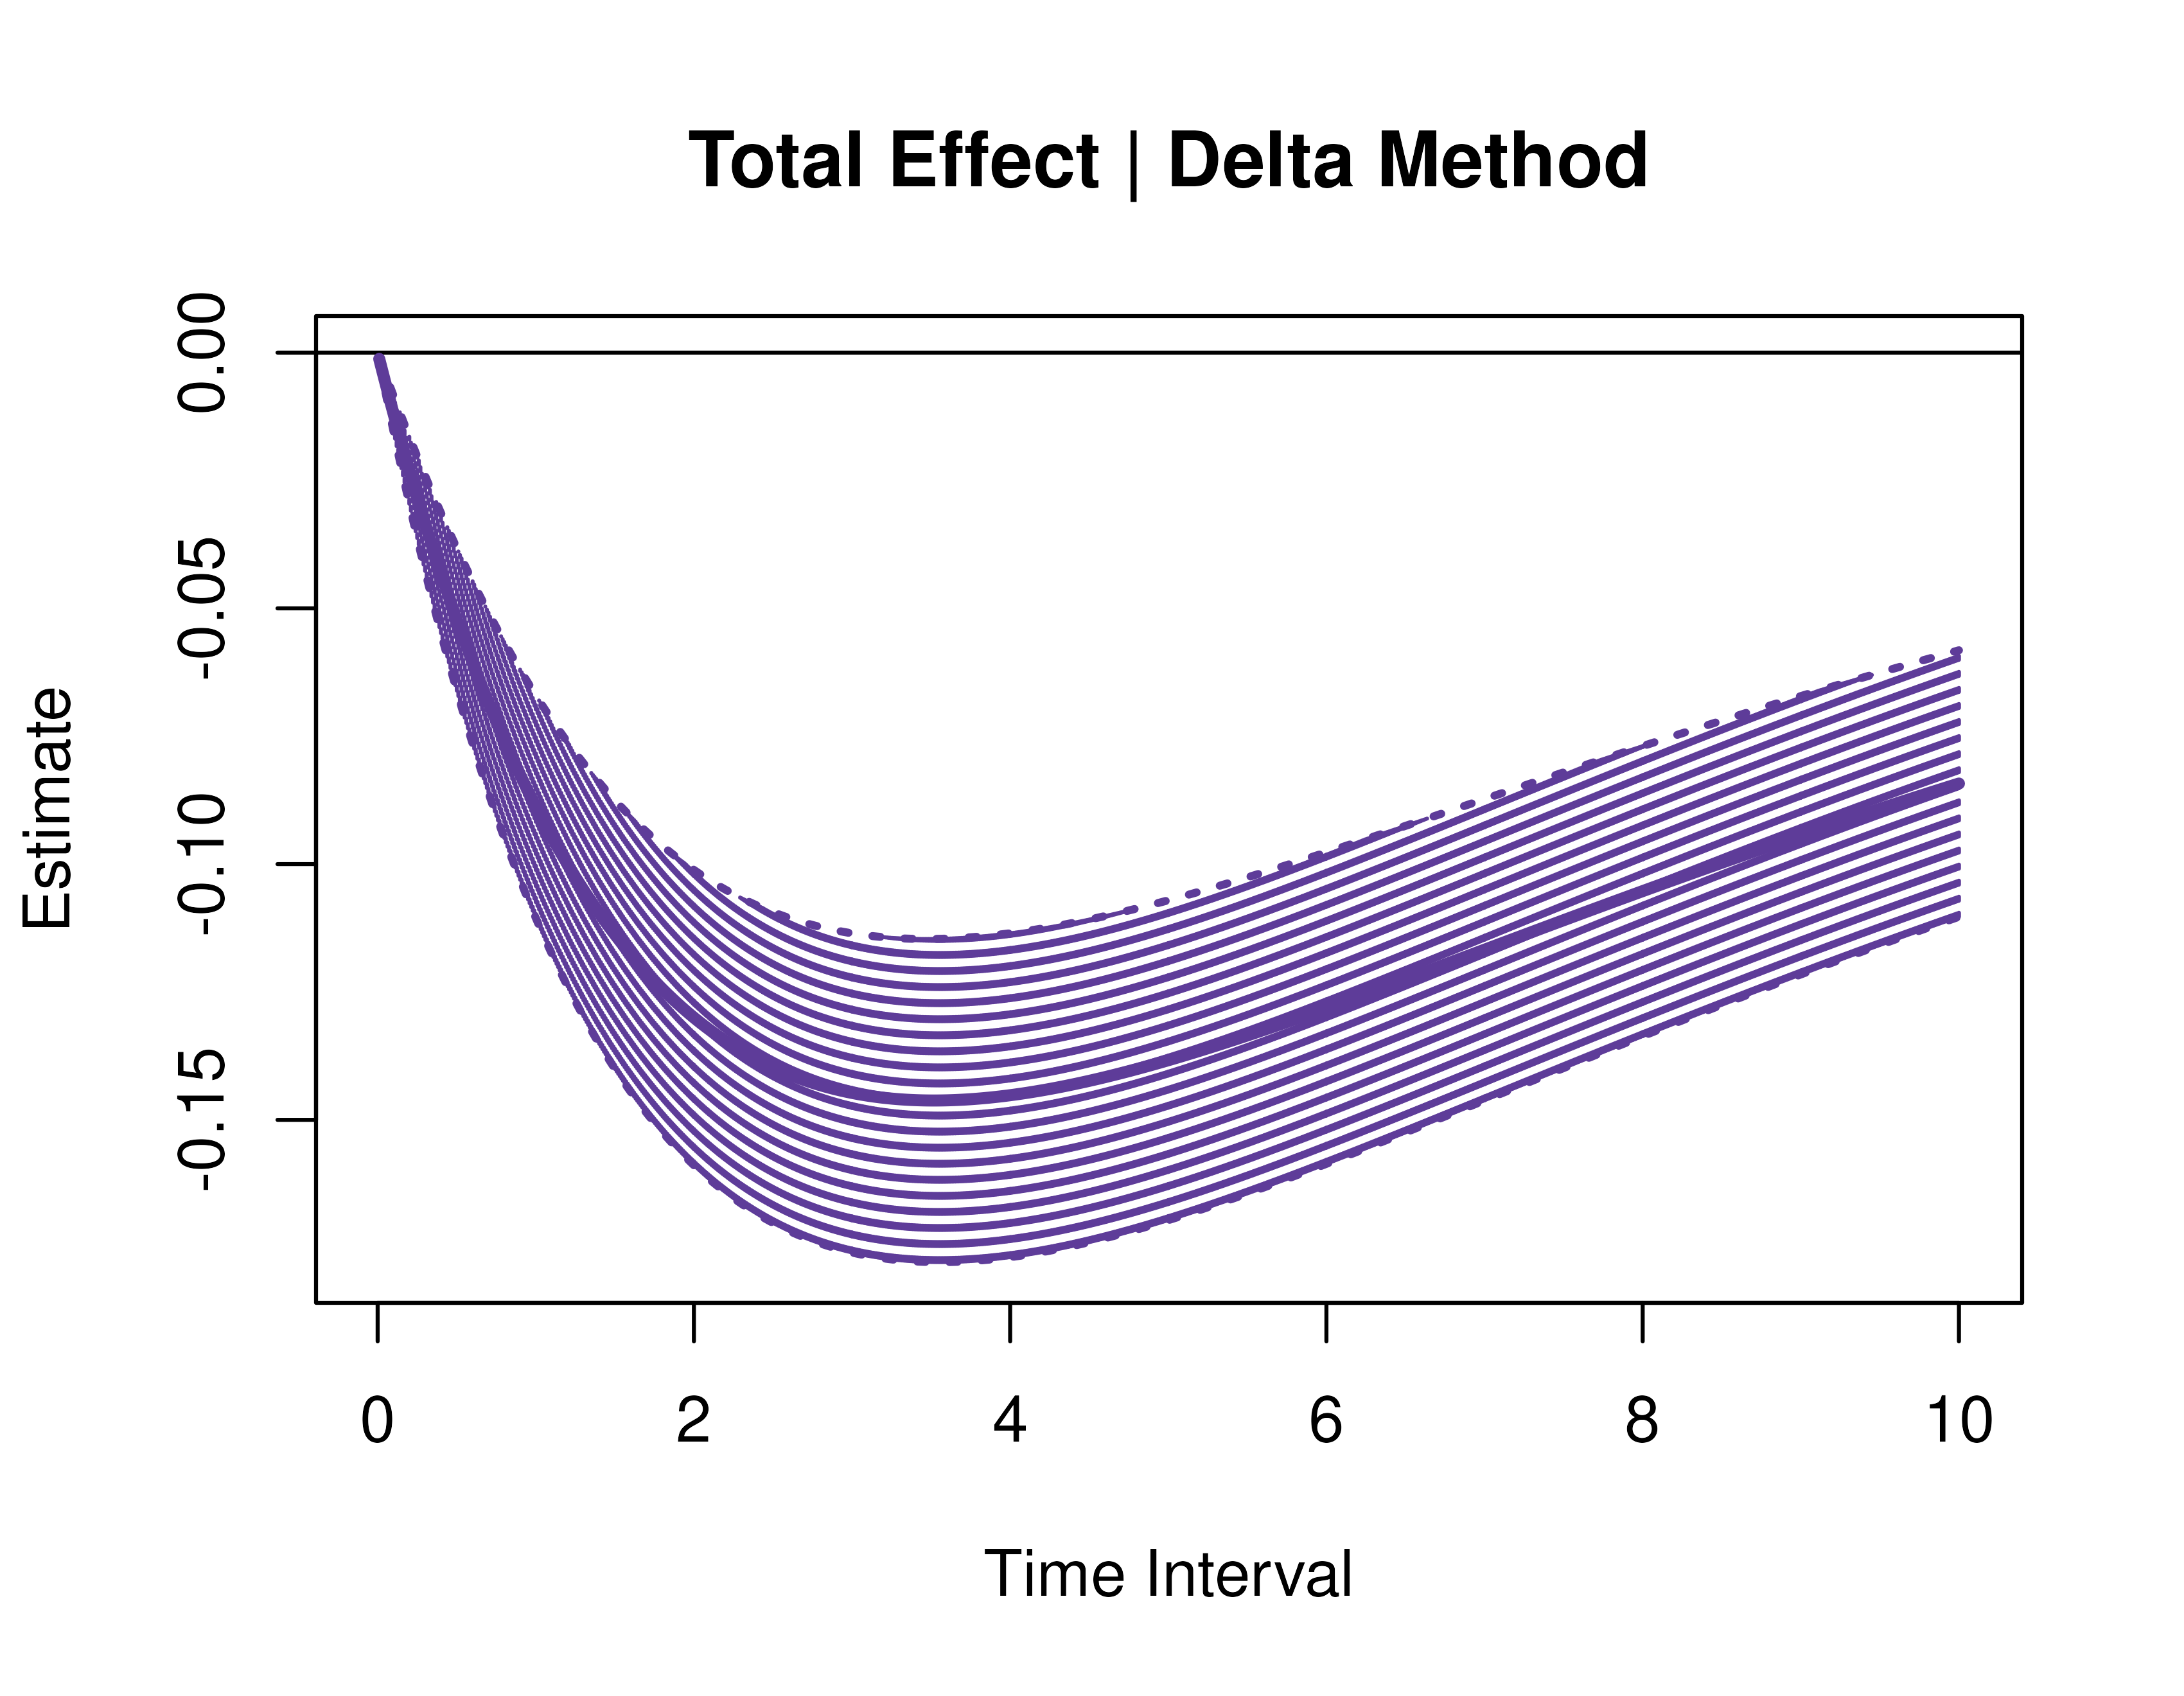 Total Effect | Delta Method
Estimate
0.00
-0.05
-0.10
-0.15
0 2 4 6 8 10
Time Interval